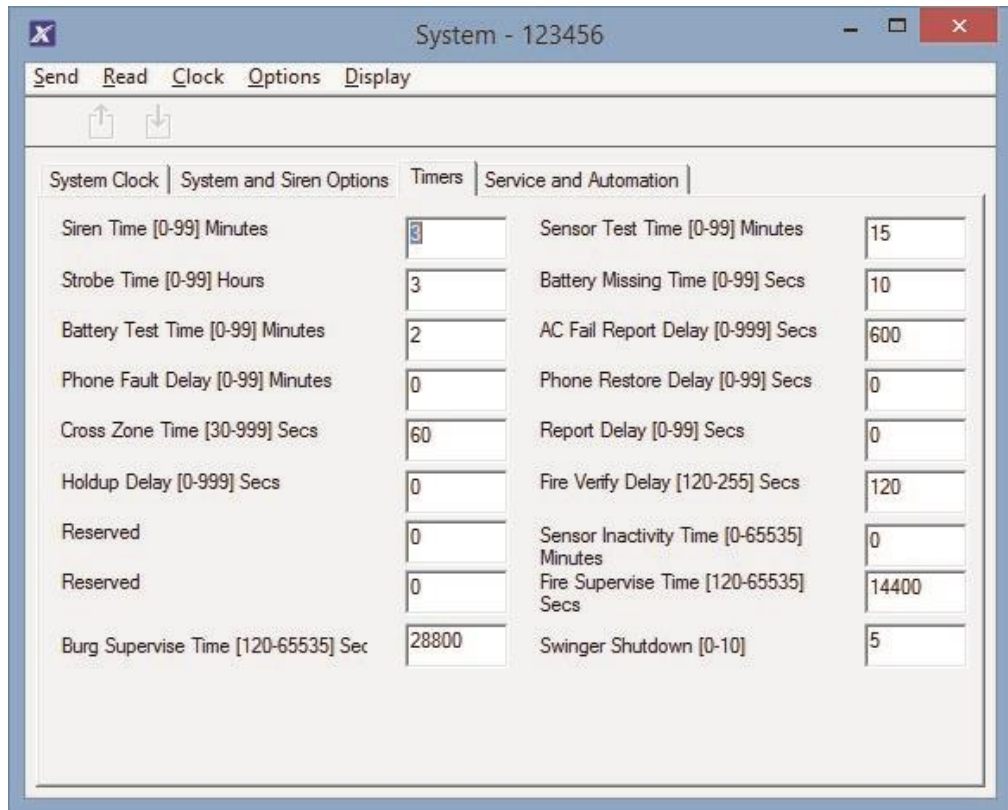 System - 123456
Send Read Clock Options Display
System Clock System and Siren Options Timers Service and Automation
Siren Time [0-99] Minutes 3 Sensor Test Time [0-99] Minutes 15
Strobe Time [0-99] Hours 3 Battery Missing Time [0-99] Secs 10
Battery Test Time [0-99] Minutes 2 AC Fail Report Delay [0-999] Secs 600
Phone Fault Delay [0-99] Minutes 0 Phone Restore Delay [0-99] Secs 0
Cross Zone Time [30-999] Secs 60 Report Delay [0-99] Secs 0
Holdup Delay [0-999] Secs 0 Fire Verify Delay [120-255] Secs 120
Reserved 0 Sensor Inactivity Time [0-65535] 0
Minutes
Reserved 0 Fire Supervise Time [120-65535] 14400
Secs
Burg Supervise Time [120-65535] Sec 28800 Swinger Shutdown [0-10] 5